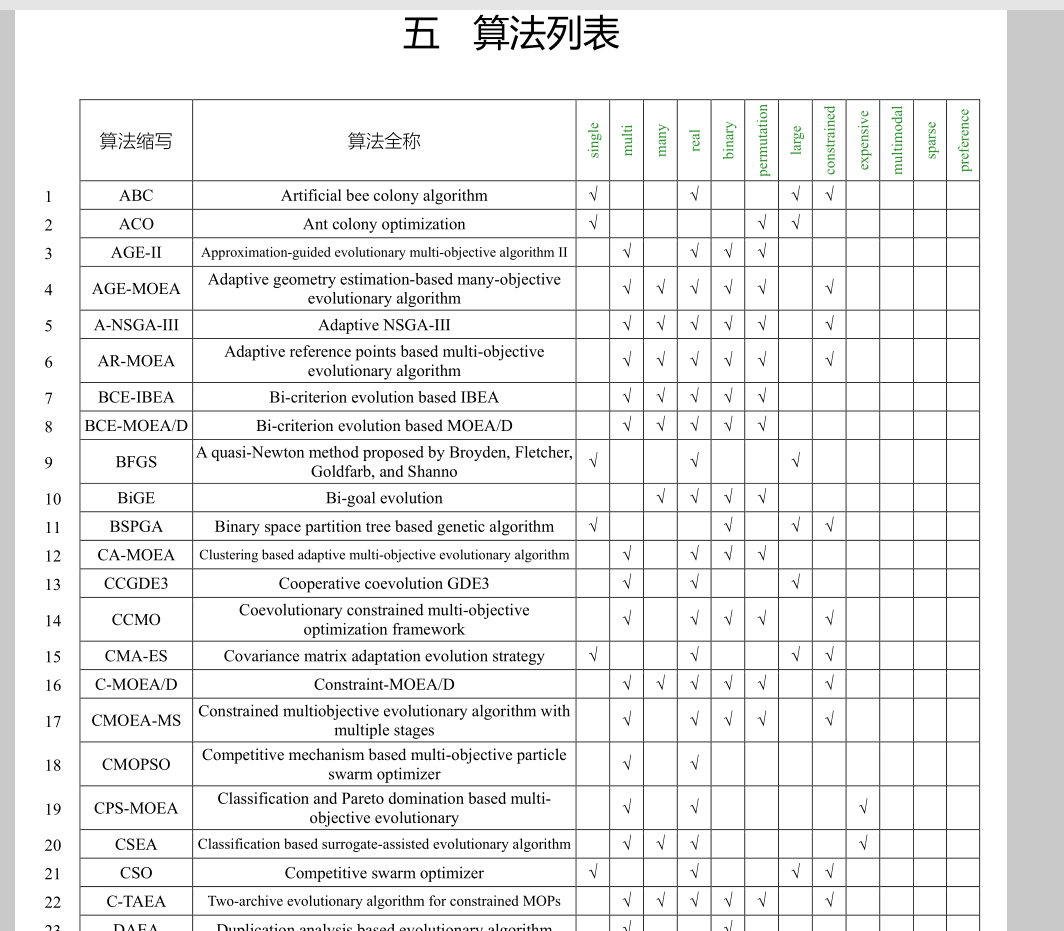 五 算法列表
算法缩写 算法全称 single multi many real binary permutation large constrained expensive multimodal sparse preference
1 ABC Artificial bee colony algorithm √ √ √ √
2 ACO Ant colony optimization √ √ √
3 AGE-II Approximation-guided evolutionary multi-objective algorithm II √ √ √ √
4 AGE-MOEA Adaptive geometry estimation-based many-objective
evolutionary algorithm √ √ √ √ √ √
5 A-NSGA-III Adaptive NSGA-III √ √ √ √ √ √
6 AR-MOEA Adaptive reference points based multi-objective
evolutionary algorithm √ √ √ √ √ √
7 BCE-IBEA Bi-criterion evolution based IBEA √ √ √ √ √
8 BCE-MOEA/D Bi-criterion evolution based MOEA/D √ √ √ √ √
9 BFGS A quasi-Newton method proposed by Broyden, Fletcher,
Goldfarb, and Shanno √ √ √
10 BiGE Bi-goal evolution √ √ √ √
11 BSPGA Binary space partition tree based genetic algorithm √ √ √ √
12 CA-MOEA Clustering based adaptive multi-objective evolutionary algorithm √ √ √ √
13 CCGDE3 Cooperative coevolution GDE3 √ √ √
14 CCMO Coevolutionary constrained multi-objective
optimization framework √ √ √ √ √
15 CMA-ES Covariance matrix adaptation evolution strategy √ √ √ √
16 C-MOEA/D Constraint-MOEA/D √ √ √ √ √ √
17 CMOEA-MS Constrained multiobjective evolutionary algorithm with
multiple stages √ √ √ √ √
18 CMOPSO Competitive mechanism based multi-objective particle
swarm optimizer √ √
19 CPS-MOEA Classification and Pareto domination based multi-
objective evolutionary √ √ √
20 CSEA Classification based surrogate-assisted evolutionary algorithm √ √ √ √
21 CSO Competitive swarm optimizer √ √ √ √
22 C-TAEA Two-archive evolutionary algorithm for constrained MOPs √ √ √ √ √ √
23 DAEA Duplication analysis based evolutionary algorithm √ √